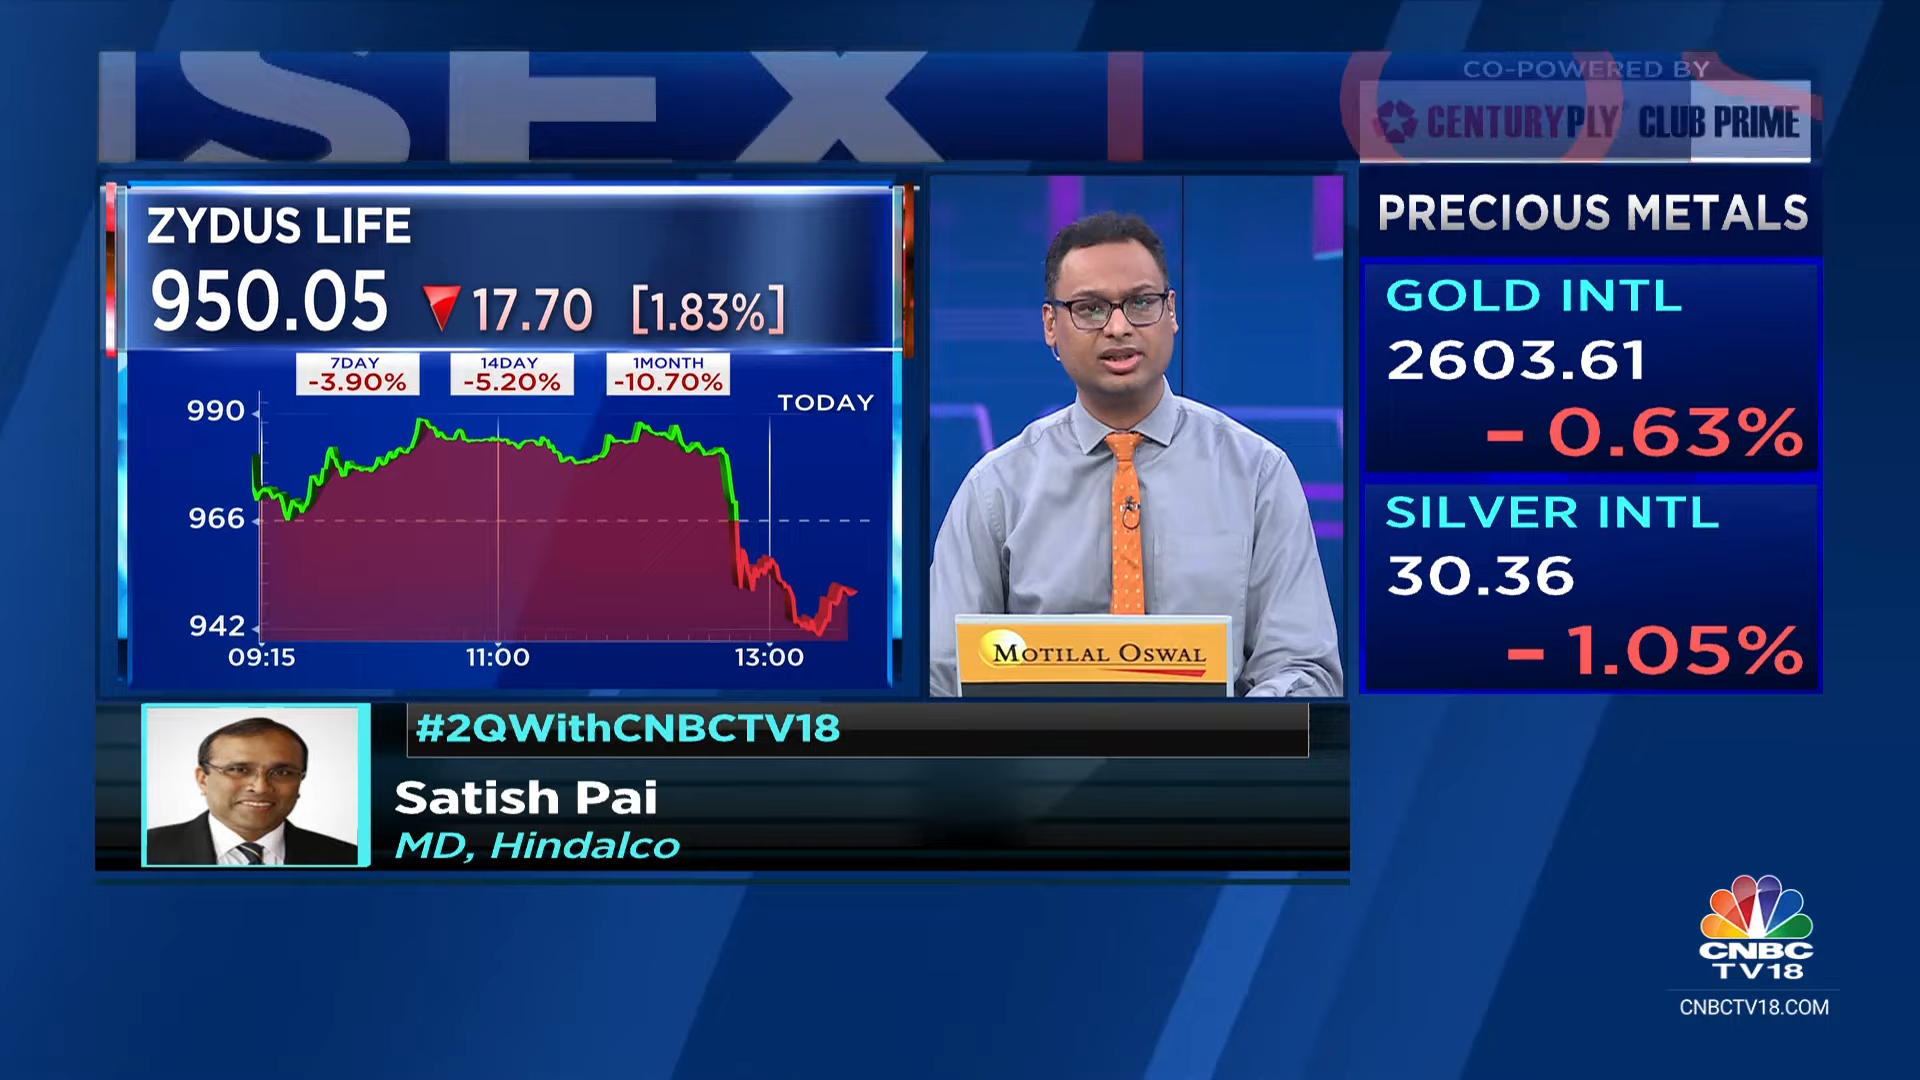 CO-POWERED BY
CENTURYPLY CLUB PRIME
ZYDUS LIFE
950.05 ▼ 17.70 [1.83%]
7DAY
-3.90%
14DAY
-5.20%
1MONTH
-10.70%
TODAY
990
966
942
09:15
11:00
13:00
MOTILAL OSWAL
PRECIOUS METALS
GOLD INTL
2603.61
- 0.63%
SILVER INTL
30.36
- 1.05%
#2QWithCNBCTV18
Satish Pai
MD, Hindalco
CNBC
TV18
CNBCTV18.COM